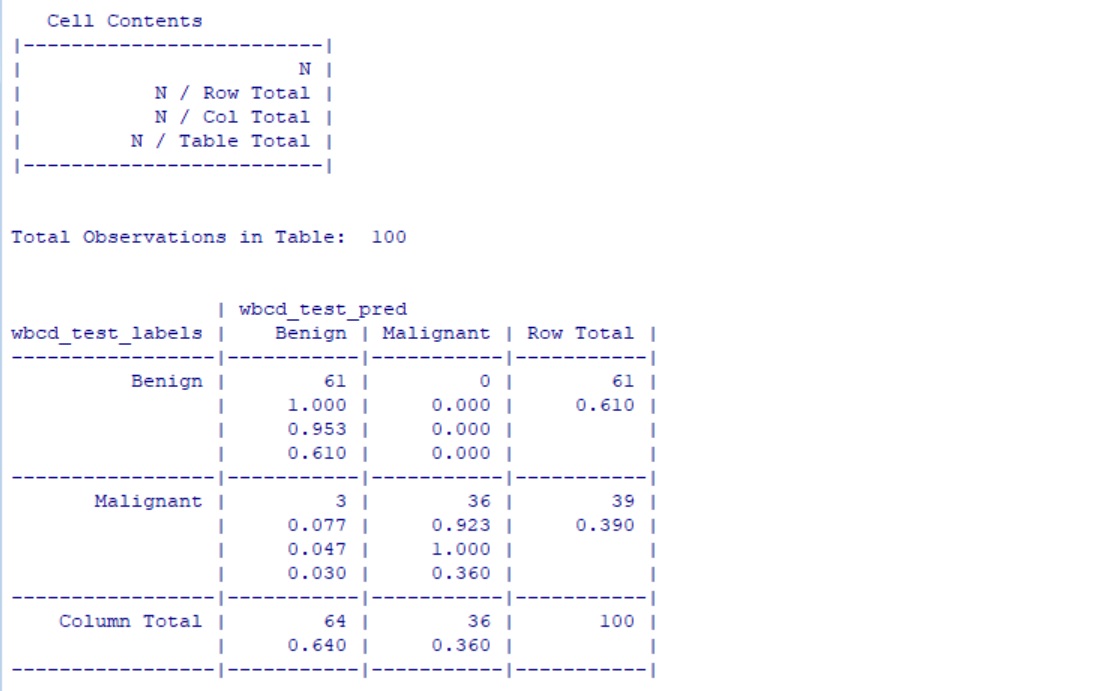 Cell Contents
|-------------------------|
|                       N |
|           N / Row Total |
|           N / Col Total |
|         N / Table Total |
|-------------------------|
Total Observations in Table:  100
                 | wbcd_test_pred
wbcd_test_labels |    Benign | Malignant | Row Total |
-----------------|-----------|-----------|-----------|
          Benign |        61 |         0 |        61 |
                 |     1.000 |     0.000 |     0.610 |
                 |     0.953 |     0.000 |           |
                 |     0.610 |     0.000 |           |
-----------------|-----------|-----------|-----------|
       Malignant |         3 |        36 |        39 |
                 |     0.077 |     0.923 |     0.390 |
                 |     0.047 |     1.000 |           |
                 |     0.030 |     0.360 |           |
-----------------|-----------|-----------|-----------|
    Column Total |        64 |        36 |       100 |
                 |     0.640 |     0.360 |           |
-----------------|-----------|-----------|-----------|